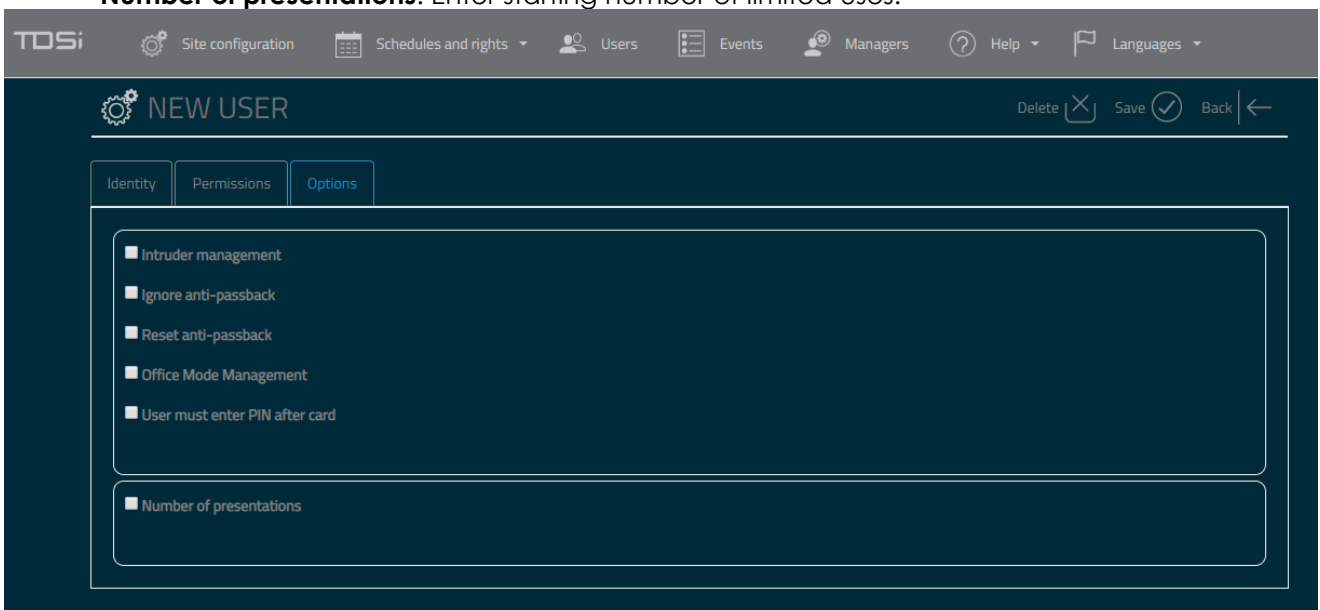 Number of presentations: Enter starting number of limited uses.
TDSi Site configuration Schedules and rights Users Events Managers Help Languages
NEW USER Delete Save Back
Identity Permissions Options
Intruder management
Ignore anti-passback
Reset anti-passback
Office Mode Management
User must enter PIN after card
Number of presentations